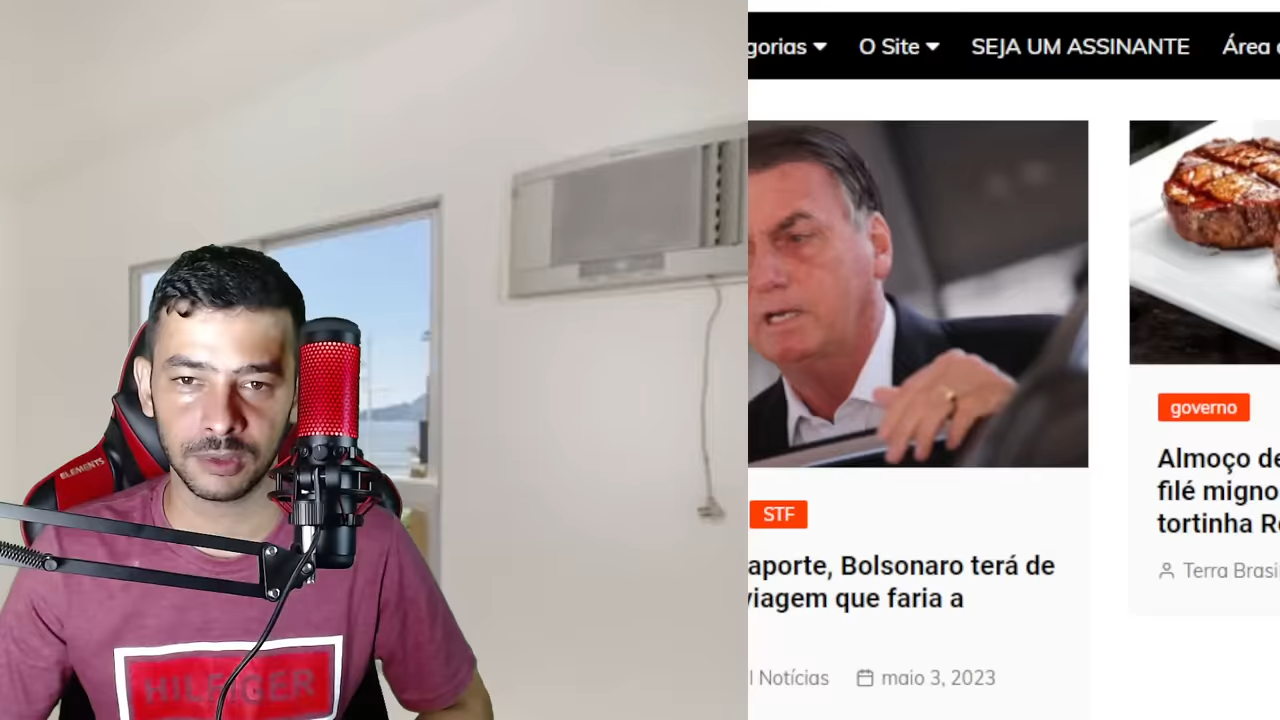 gorias
O Site
SEJA UM ASSINANTE
Área
STF
aporte, Bolsonaro terá de
viagem que faria a
l Notícias
maio 3, 2023
governo
Almoço de
filé migno
tortinha R
Terra Brasi
ELEMENTS
HILFIGER